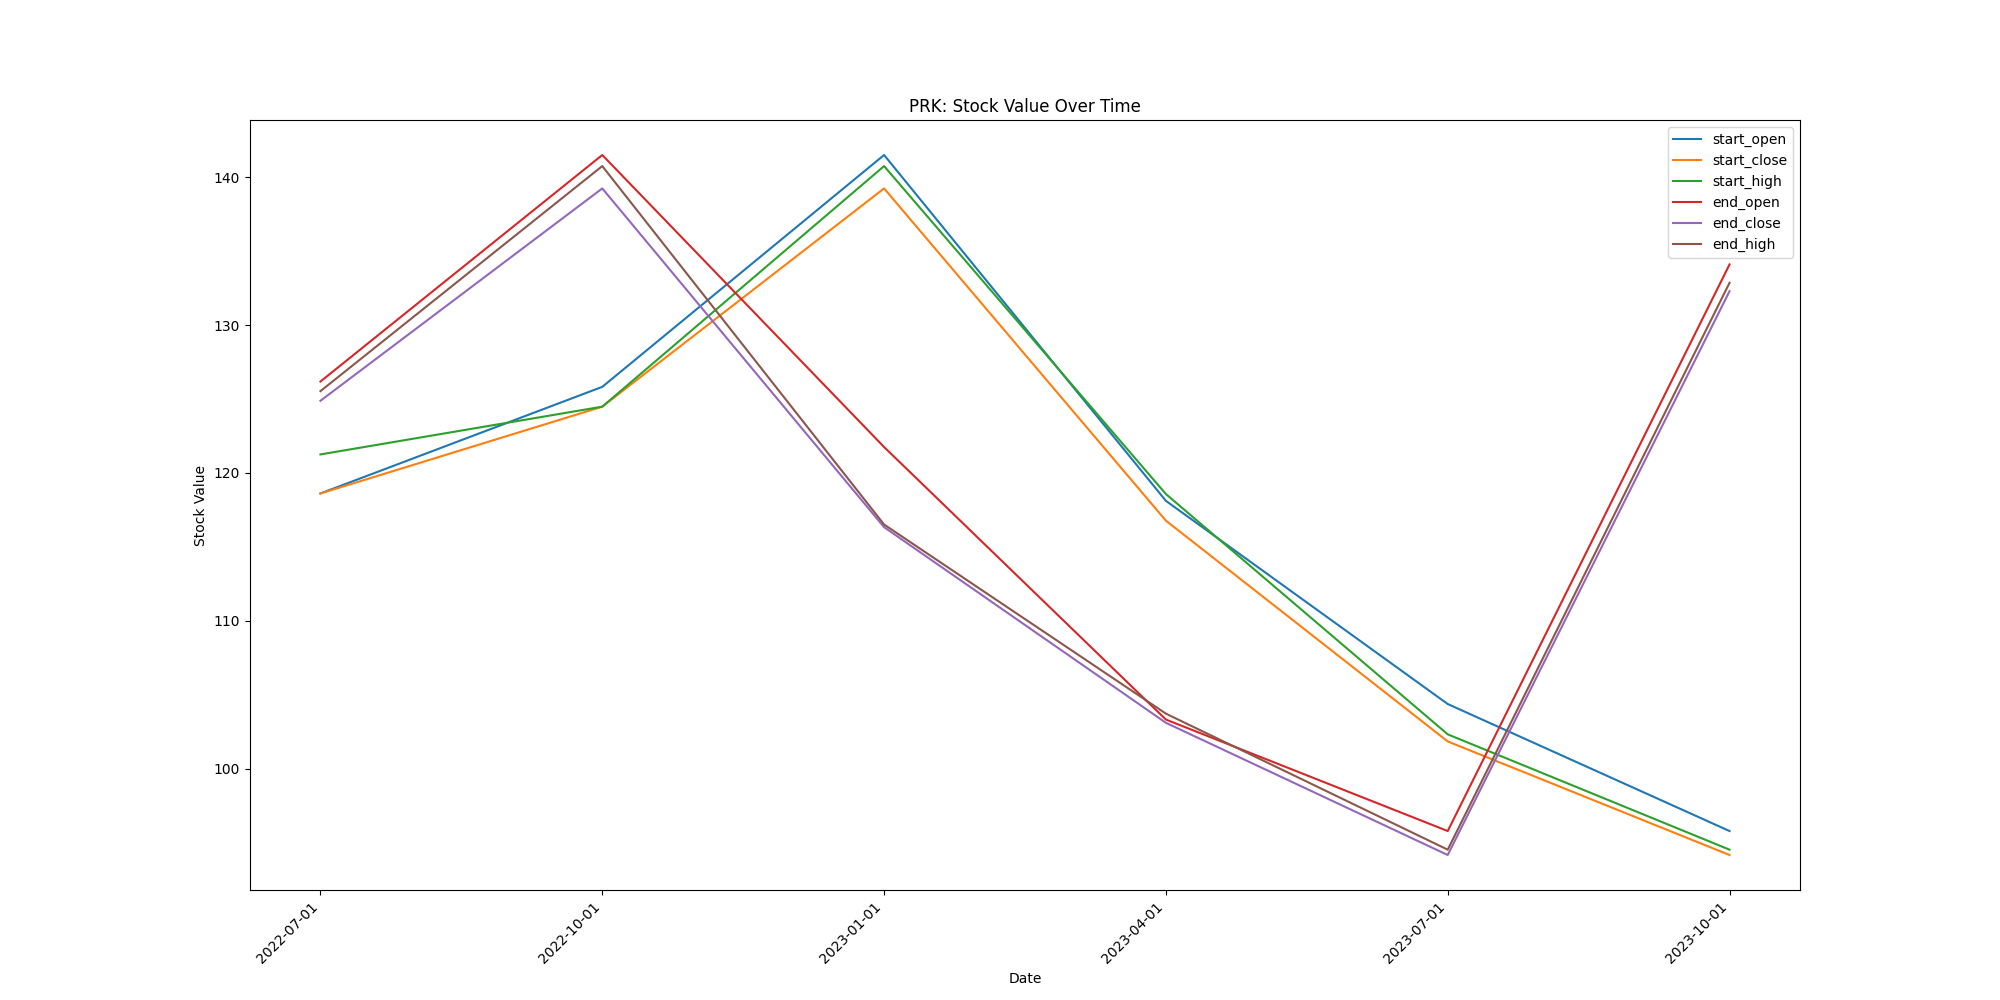 PRK: Stock Value Over Time
start_open
start_close
start_high
end_open
end_close
end_high
140
130
120
110
100
Stock Value
2022-07-01
2022-10-01
2023-01-01
2023-04-01
2023-07-01
2023-10-01
Date